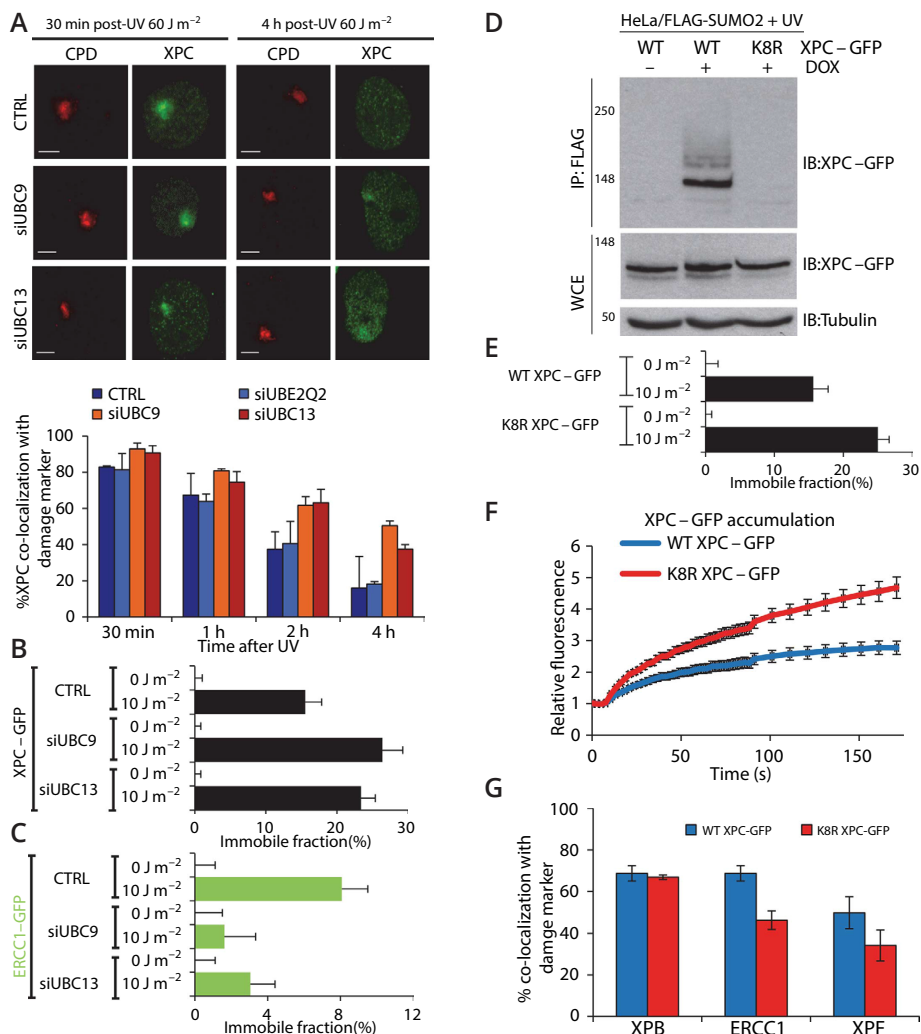 A
30 min post-UV 60 J m⁻²
4 h post-UV 60 J m⁻²
CPD
XPC
CPD
XPC
CTRL
siUBC9
siUBC13
CTRL
siUBE2Q2
siUBC9
siUBC13
%XPC co-localization with
damage marker
100
80
60
40
20
0
30 min
1 h
2 h
4 h
Time after UV
B
XPC – GFP
CTRL
0 J m⁻²
10 J m⁻²
siUBC9
0 J m⁻²
10 J m⁻²
siUBC13
0 J m⁻²
10 J m⁻²
0
10
20
30
Immobile fraction(%)
C
ERCC1–GFP
CTRL
0 J m⁻²
10 J m⁻²
siUBC9
0 J m⁻²
10 J m⁻²
siUBC13
0 J m⁻²
10 J m⁻²
0
4
8
12
Immobile fraction(%)
D
HeLa/FLAG-SUMO2 + UV
WT
WT
K8R
XPC – GFP
–
+
+
DOX
IP: FLAG
250
148
IB:XPC –GFP
WCE
148
IB:XPC –GFP
50
IB:Tubulin
E
WT XPC – GFP
0 J m⁻²
10 J m⁻²
K8R XPC – GFP
0 J m⁻²
10 J m⁻²
0
10
20
30
Immobile fraction(%)
F
XPC – GFP accumulation
WT XPC – GFP
K8R XPC – GFP
Relative fluoresnence
6
5
4
3
2
1
0
0
50
100
150
Time (s)
G
WT XPC-GFP
K8R XPC-GFP
% co-localization with
damge marker
100
80
60
40
20
0
XPB
ERCC1
XPF